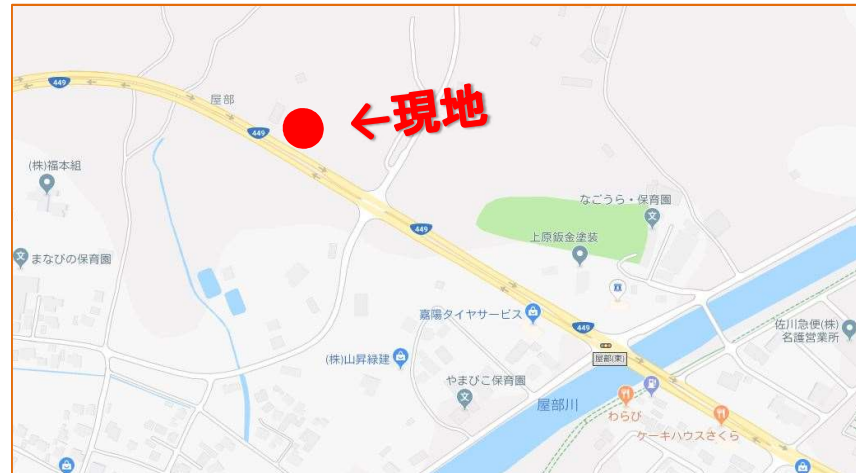 449
屋部
449
←現地
(株)福本組
なごうら・保育園
449
上原鈑金塗装
まなびの保育園
嘉陽タイヤサービス
449
佐川急便(株)
名護営業所
屋部(東)
(株)山昇緑建
やまびこ保育園
屋部川
わらび
ケーキハウスさくら